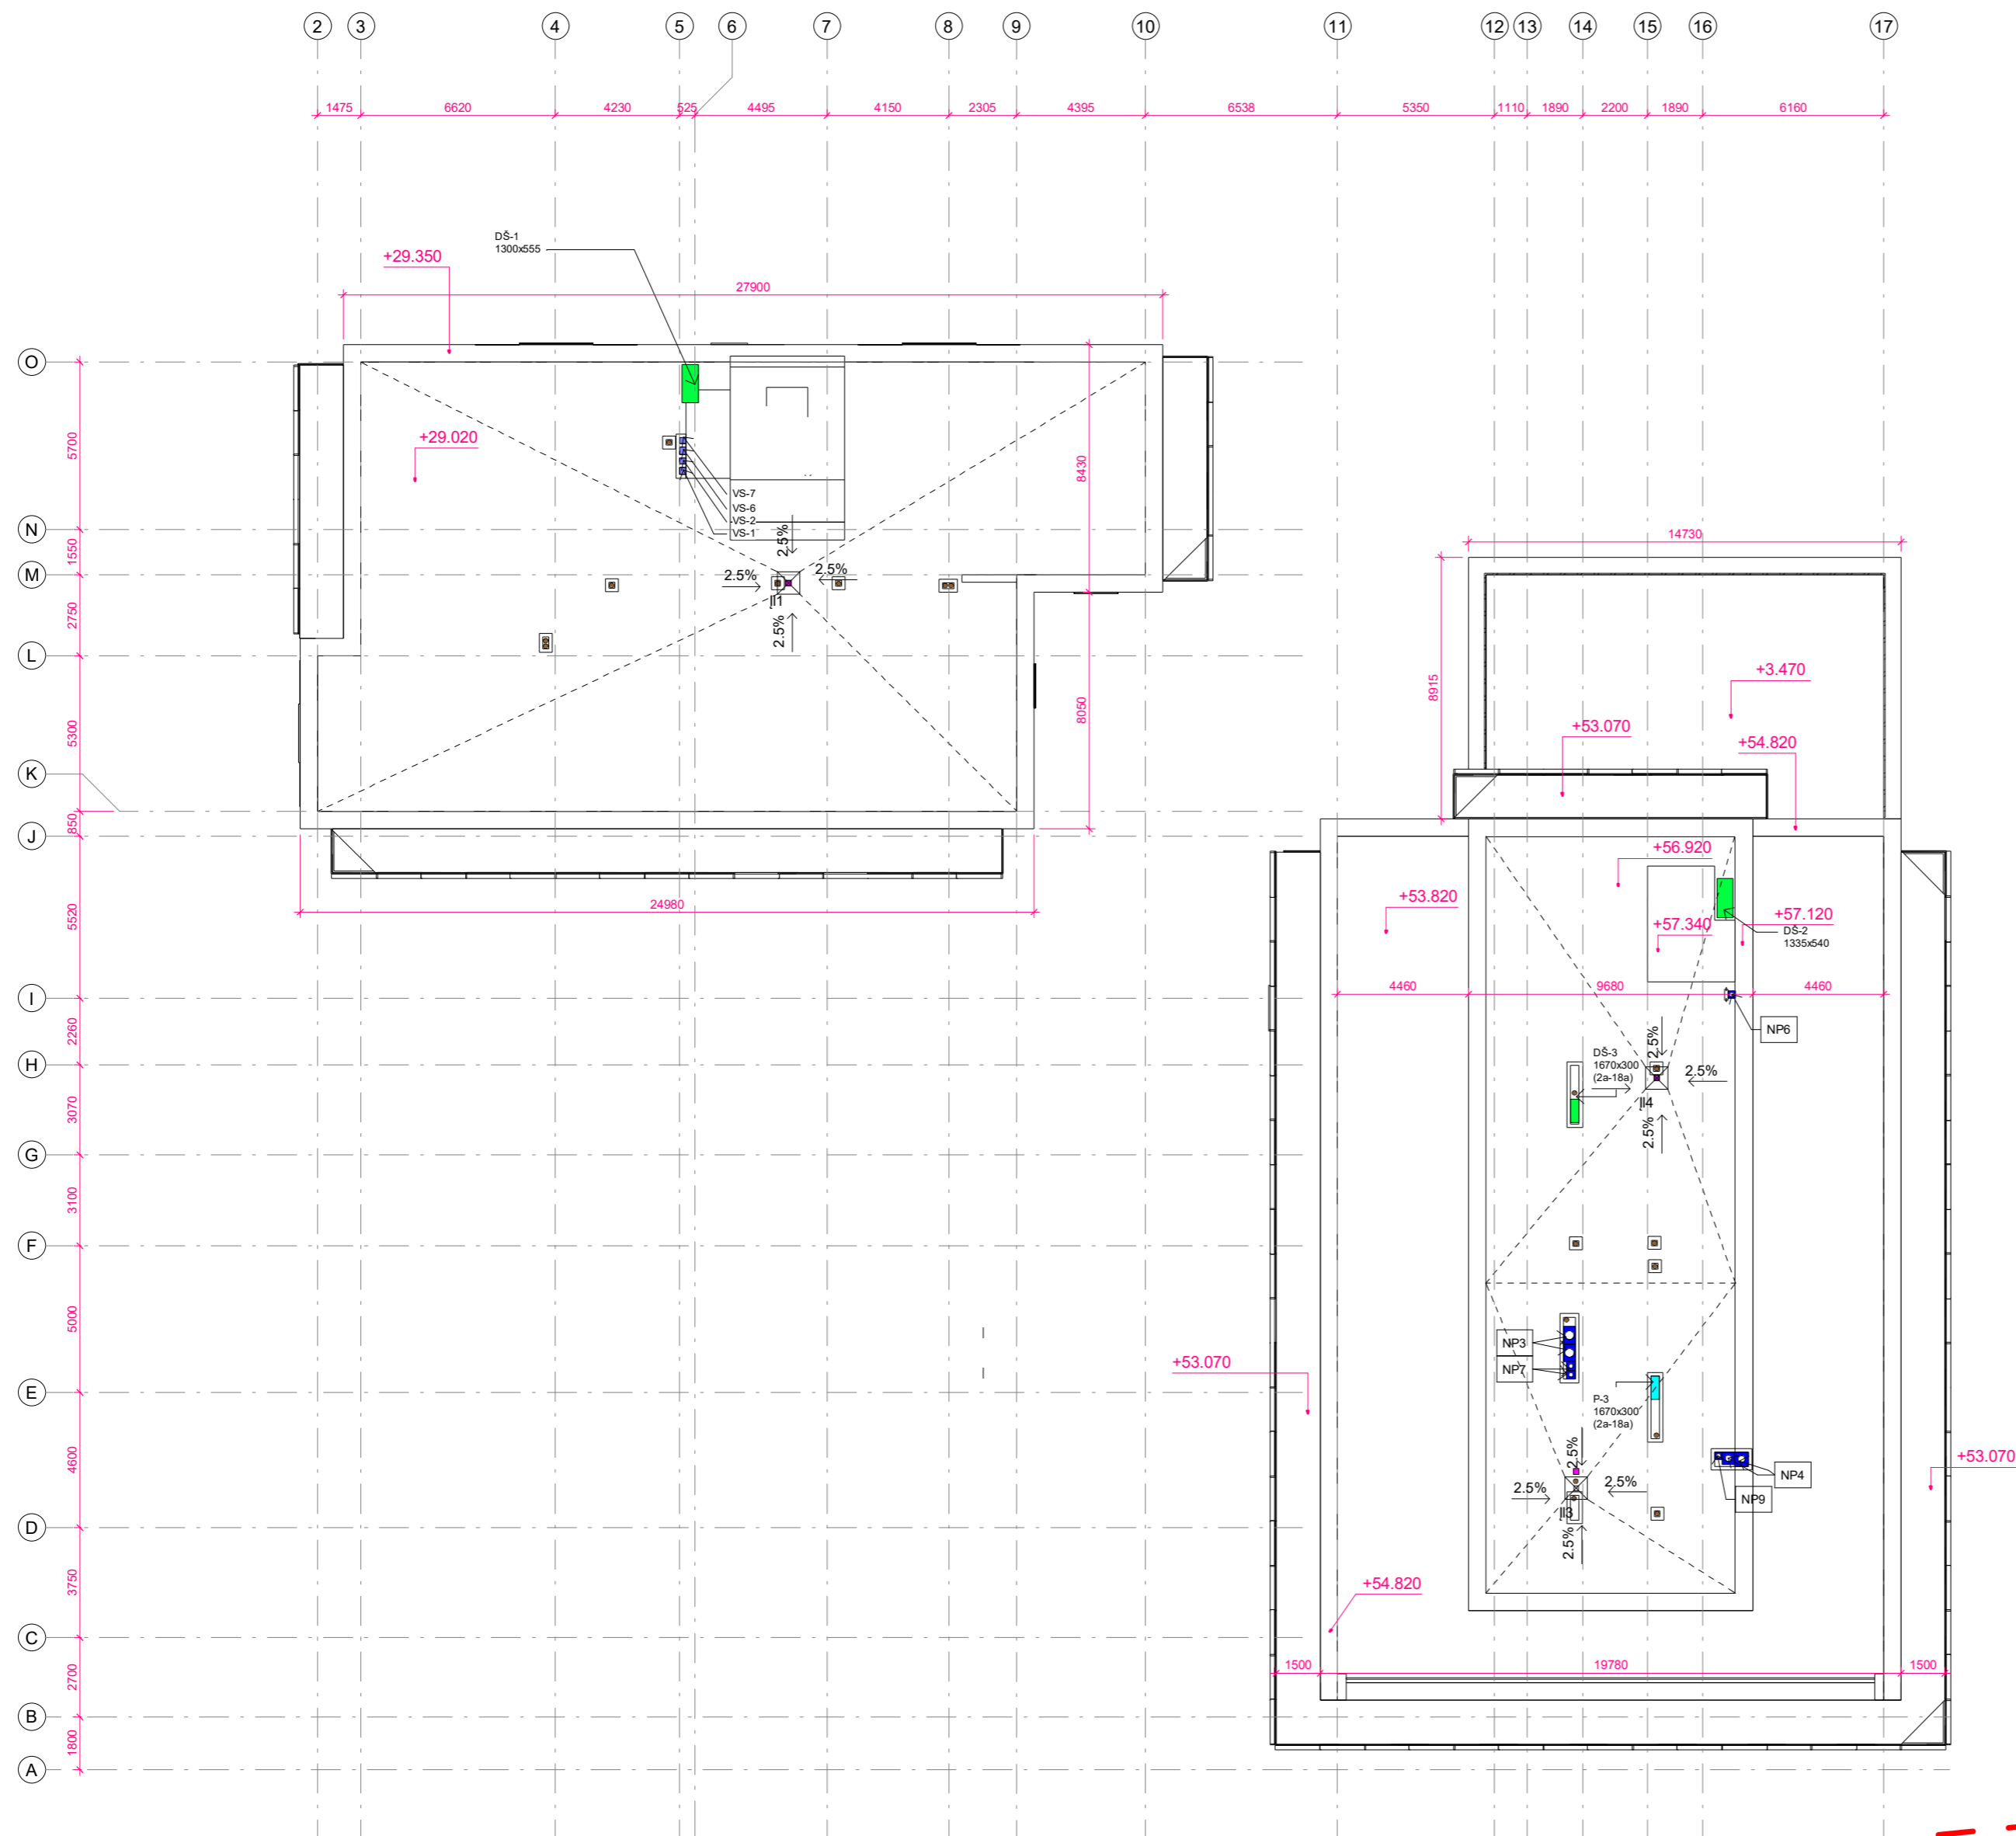 2 3 4 5 6 7 8 9 10 11 12 13 14 15 16 17
1475 6620 4230 525 4495 4150 2305 4395 6538 5350 1110 1890 2200 1890 6160
DŠ-1
1300x555
+29.350
27900
O
+29.020
5700
8430
VS-7
VS-6
VS-2
VS-1
N
1550
2.5%
14730
M
2.5%
2.5%
Įl1
2750
2.5%
L
+3.470
8915
8050
5300
+53.070
+54.820
K
850
J
+56.920
+53.820
24980
+57.120
+57.340
DŠ-2
1335x540
5520
I
4460 9680 4460
2260
NP6
2.5%
H
DŠ-3
1670x300
(2a-18a)
2.5%
Įl4
3070
2.5%
G
3100
F
5000
NP3
+53.070
NP7
E
P-3
1670x300
(2a-18a)
4600
2.5%
+53.070
NP4
2.5%
2.5%
NP9
Įl3
D
2.5%
3750
+54.820
C
1500 19780 1500
2700
B
1800
A